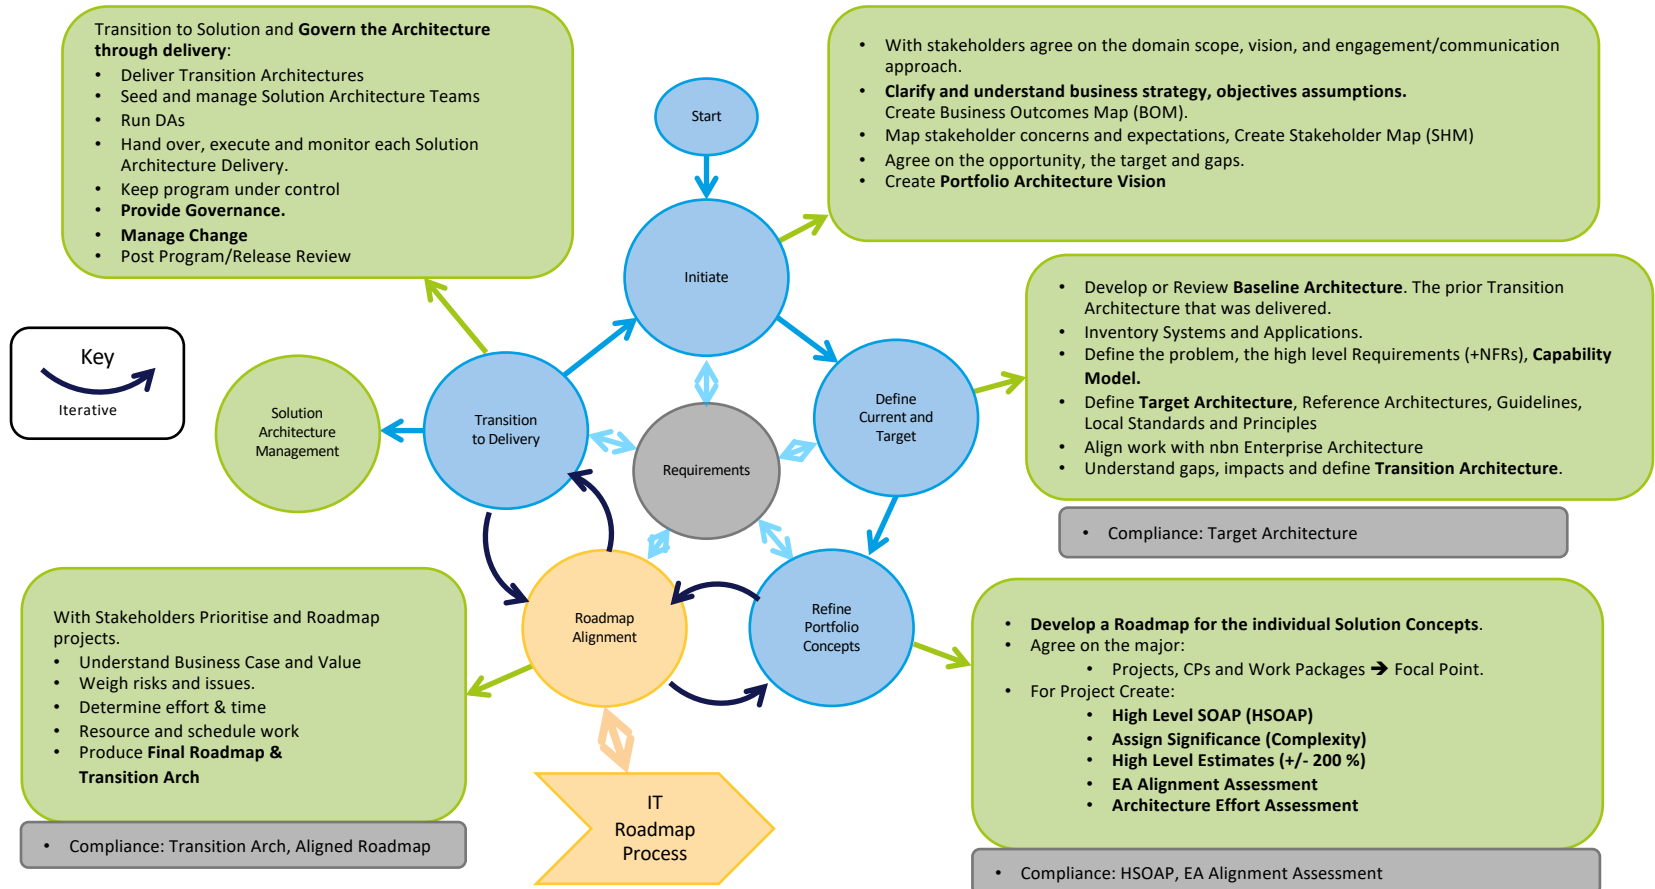 Transition to Solution and Govern the Architecture
through delivery:
• Deliver Transition Architectures
• Seed and manage Solution Architecture Teams
• Run DAs
• Hand over, execute and monitor each Solution
Architecture Delivery.
• Keep program under control
• Provide Governance.
• Manage Change
• Post Program/Release Review
• With stakeholders agree on the domain scope, vision, and engagement/communication
approach.
• Clarify and understand business strategy, objectives assumptions.
Create Business Outcomes Map (BOM).
• Map stakeholder concerns and expectations, Create Stakeholder Map (SHM)
• Agree on the opportunity, the target and gaps.
• Create Portfolio Architecture Vision
Start
Initiate
• Develop or Review Baseline Architecture. The prior Transition
Architecture that was delivered.
• Inventory Systems and Applications.
• Define the problem, the high level Requirements (+NFRs), Capability
Model.
• Define Target Architecture, Reference Architectures, Guidelines,
Local Standards and Principles
• Align work with nbn Enterprise Architecture
• Understand gaps, impacts and define Transition Architecture.
• Compliance: Target Architecture
Key
Iterative
Solution
Architecture
Management
Transition
to Delivery
Requirements
Define
Current and
Target
Roadmap
Alignment
Refine
Portfolio
Concepts
With Stakeholders Prioritise and Roadmap
projects.
• Understand Business Case and Value
• Weigh risks and issues.
• Determine effort & time
• Resource and schedule work
• Produce Final Roadmap &
Transition Arch
• Compliance: Transition Arch, Aligned Roadmap
IT
Roadmap
Process
• Develop a Roadmap for the individual Solution Concepts.
• Agree on the major:
• Projects, CPs and Work Packages ➔ Focal Point.
• For Project Create:
• High Level SOAP (HSOAP)
• Assign Significance (Complexity)
• High Level Estimates (+/- 200 %)
• EA Alignment Assessment
• Architecture Effort Assessment
• Compliance: HSOAP, EA Alignment Assessment